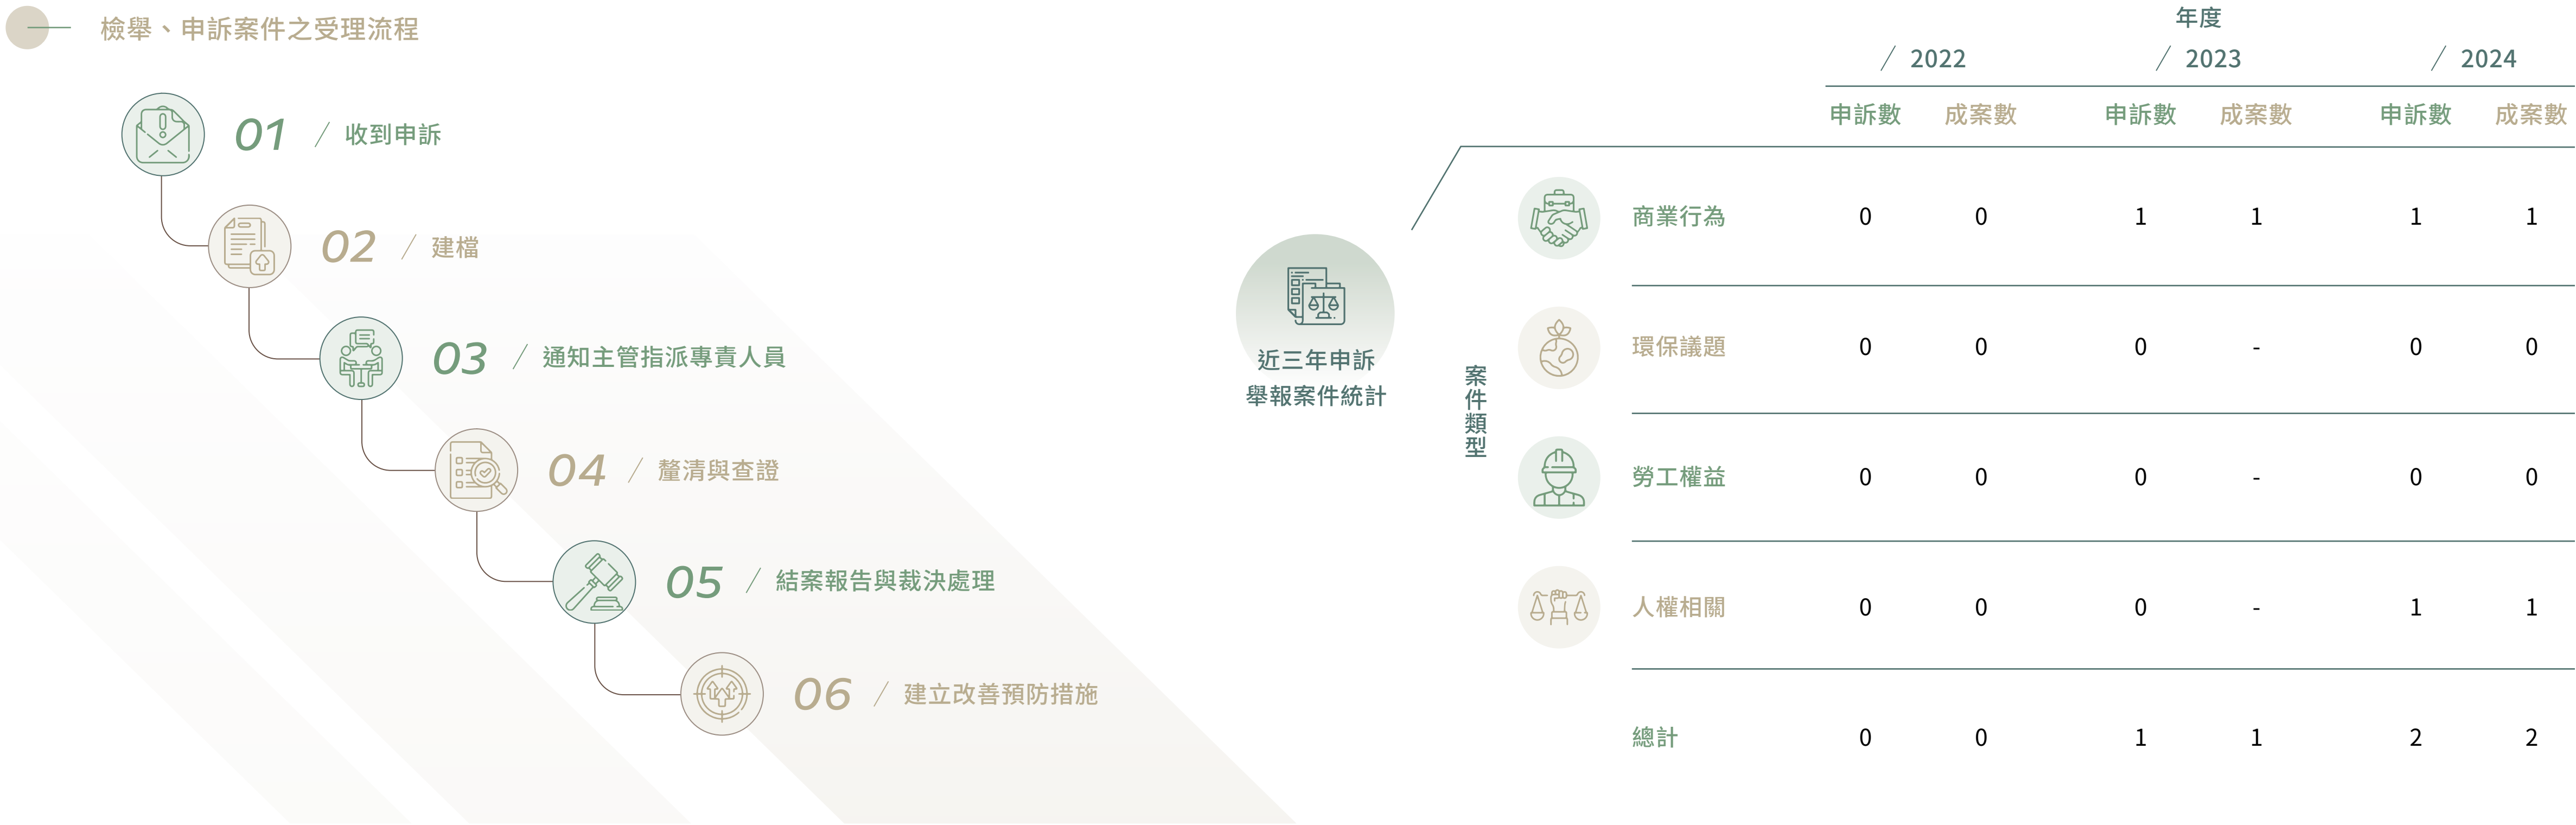 檢舉、申訴案件之受理流程
01 / 收到申訴
02 / 建檔
03 / 通知主管指派專責人員
04 / 釐清與查證
05 / 結案報告與裁決處理
06 / 建立改善預防措施
近三年申訴
舉報案件統計
年度
/ 2022 / 2023 / 2024
申訴數 成案數 申訴數 成案數 申訴數 成案數
案件類型
商業行為 0 0 1 1 1 1
環保議題 0 0 0 - 0 0
勞工權益 0 0 0 - 0 0
人權相關 0 0 0 - 1 1
總計 0 0 1 1 2 2